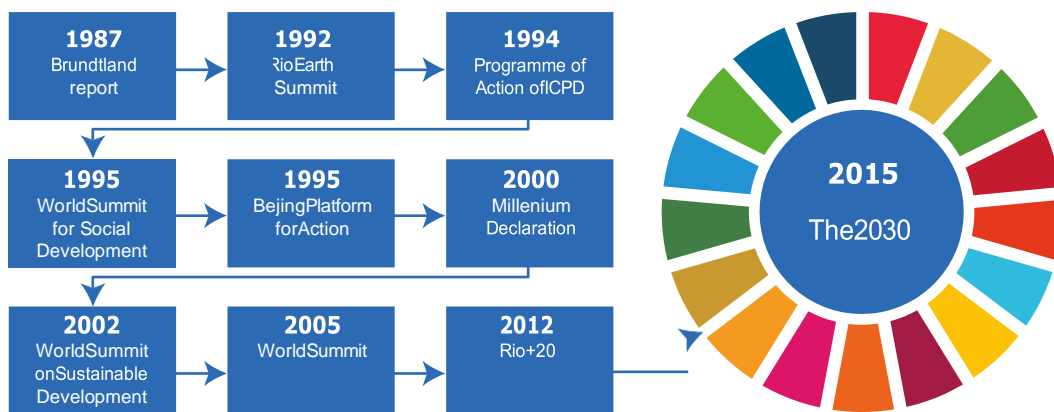 1987
Brundtland
report
1992
RioEarth
Summit
1994
Programme of
Action ofICPD
1995
WorldSummit
for Social
Development
1995
BejingPlatform
forAction
2000
Millenium
Declaration
2002
WorldSummit
onSustainable
Development
2005
WorldSummit
2012
Rio+20
2015
The2030